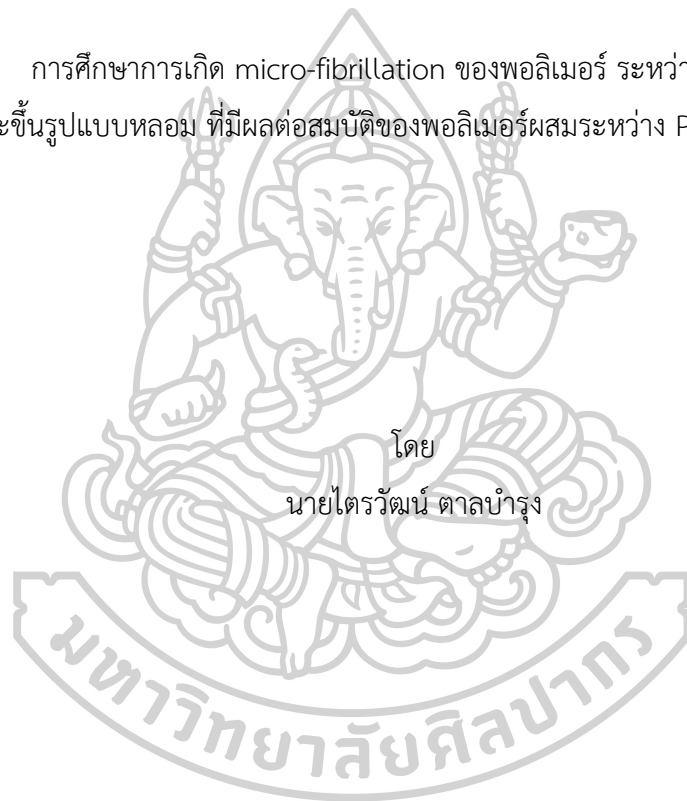 การศึกษาการเกิด micro-fibrillation ของพอลิเมอร์ ระหว่า
ะขึ้นรูปแบบหลอม ที่มีผลต่อสมบัติของพอลิเมอร์ผสมระหว่าง P
โดย
นายไตรวัฒน์ ตาลบำรุง
มหาวิทยาลัยศิลปากร